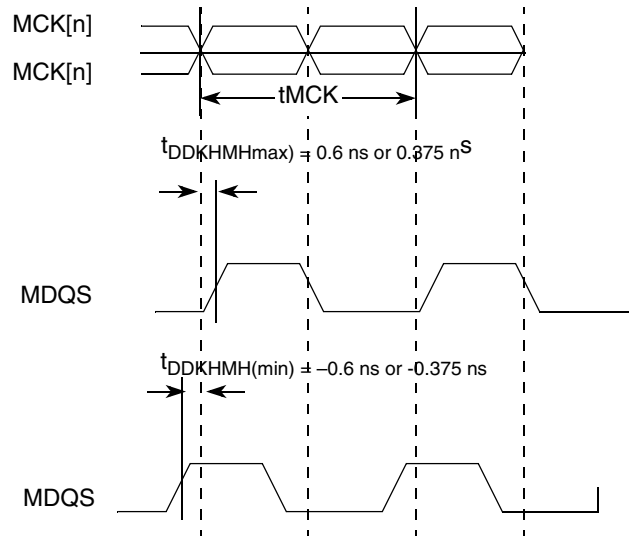 MCK[n]
MCK[n]
tMCK
tDDKHMHmax) = 0.6 ns or 0.375 ns
MDQS
tDDKHMH(min) = –0.6 ns or -0.375 ns
MDQS